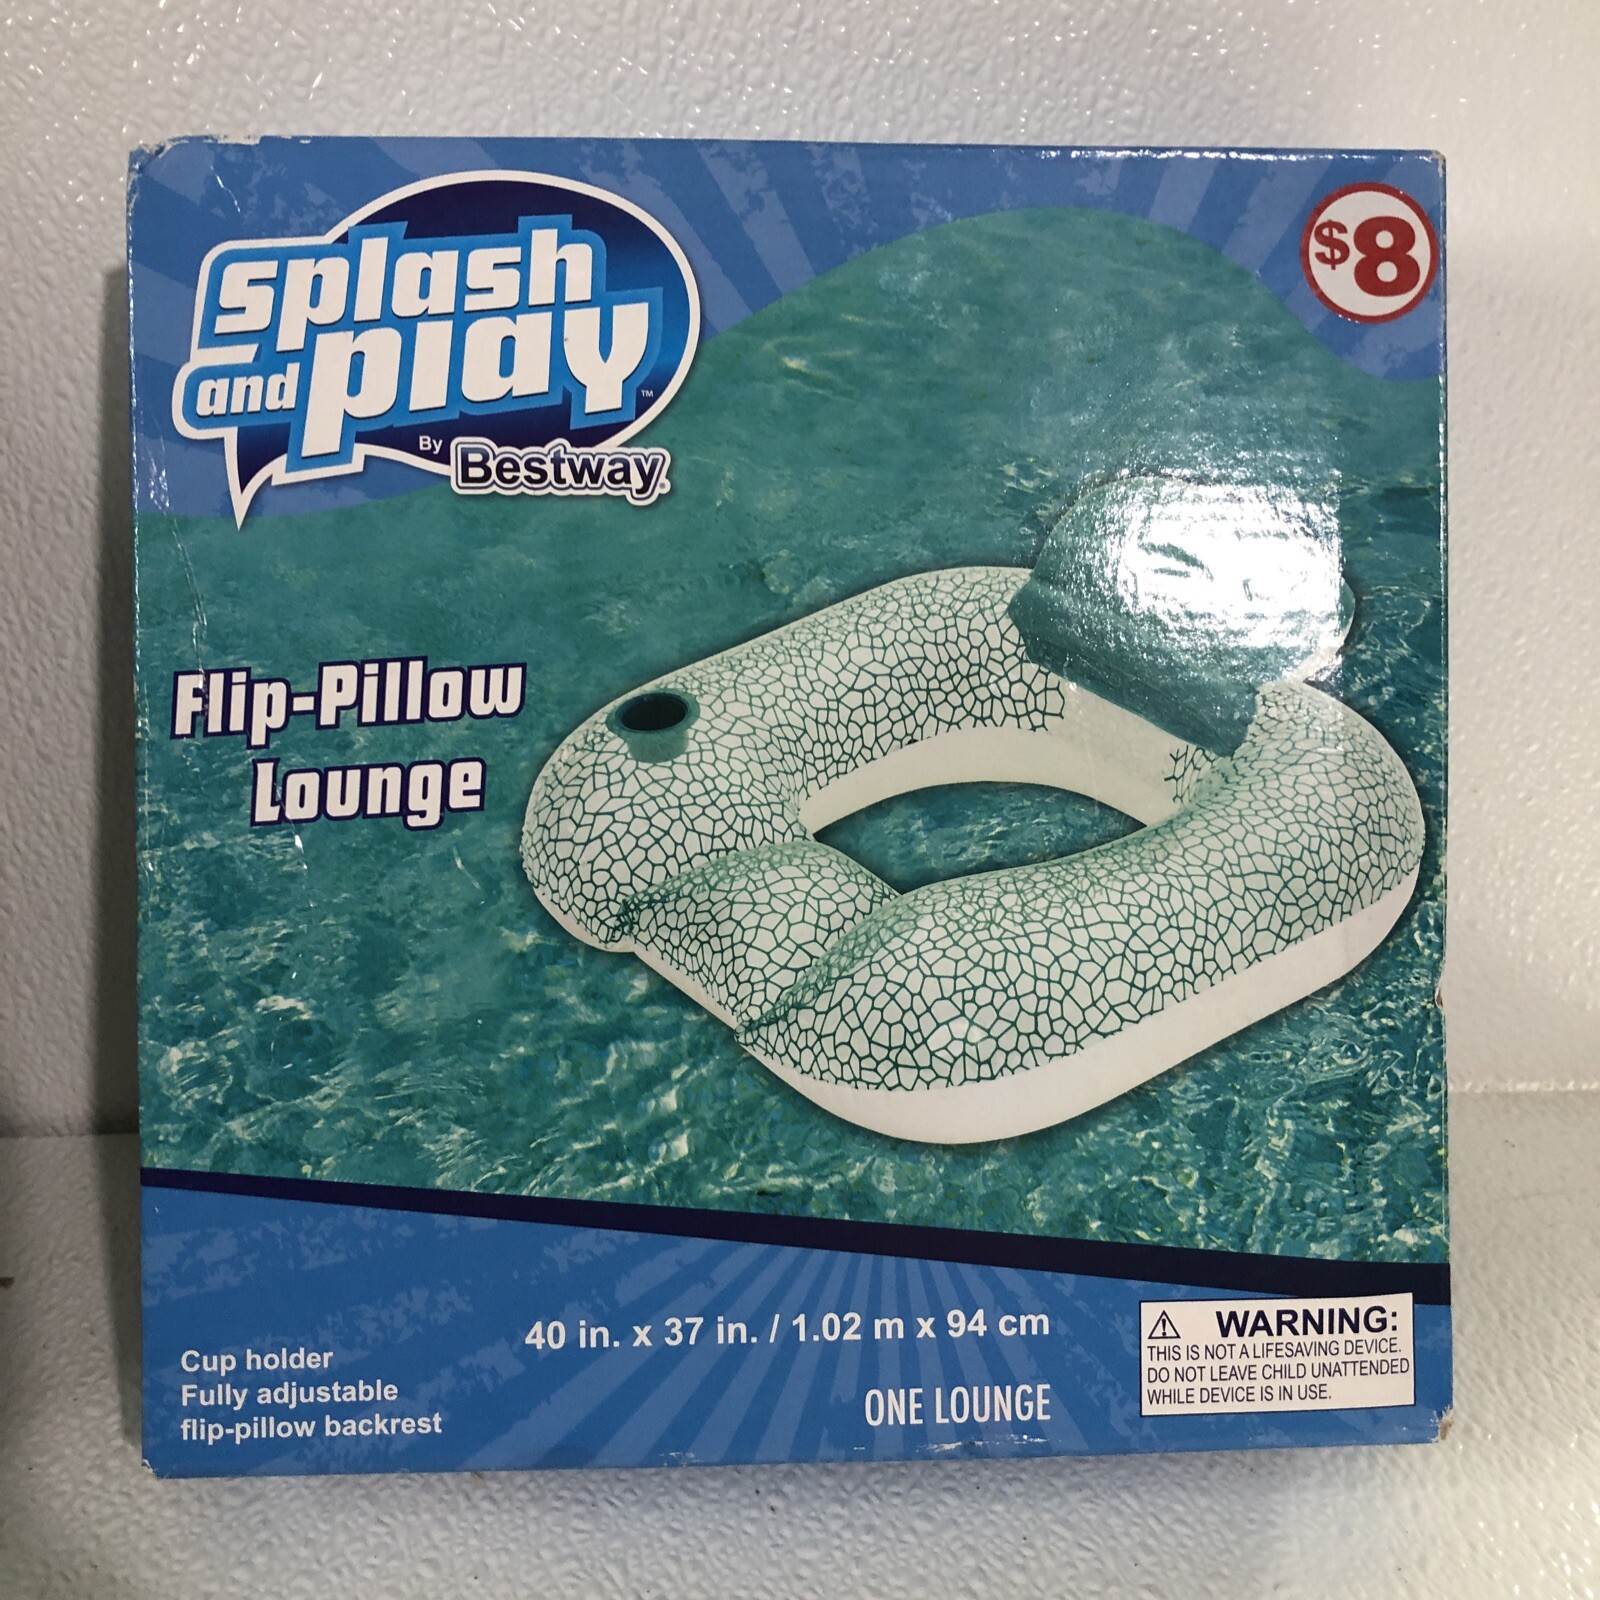 splash
and play™
By Bestway®
$8
Flip-Pillow
Lounge
40 in. x 37 in. / 1.02 m x 94 cm
Cup holder
Fully adjustable
flip-pillow backrest
ONE LOUNGE
⚠ WARNING:
THIS IS NOT A LIFESAVING DEVICE.
DO NOT LEAVE CHILD UNATTENDED
WHILE DEVICE IS IN USE.